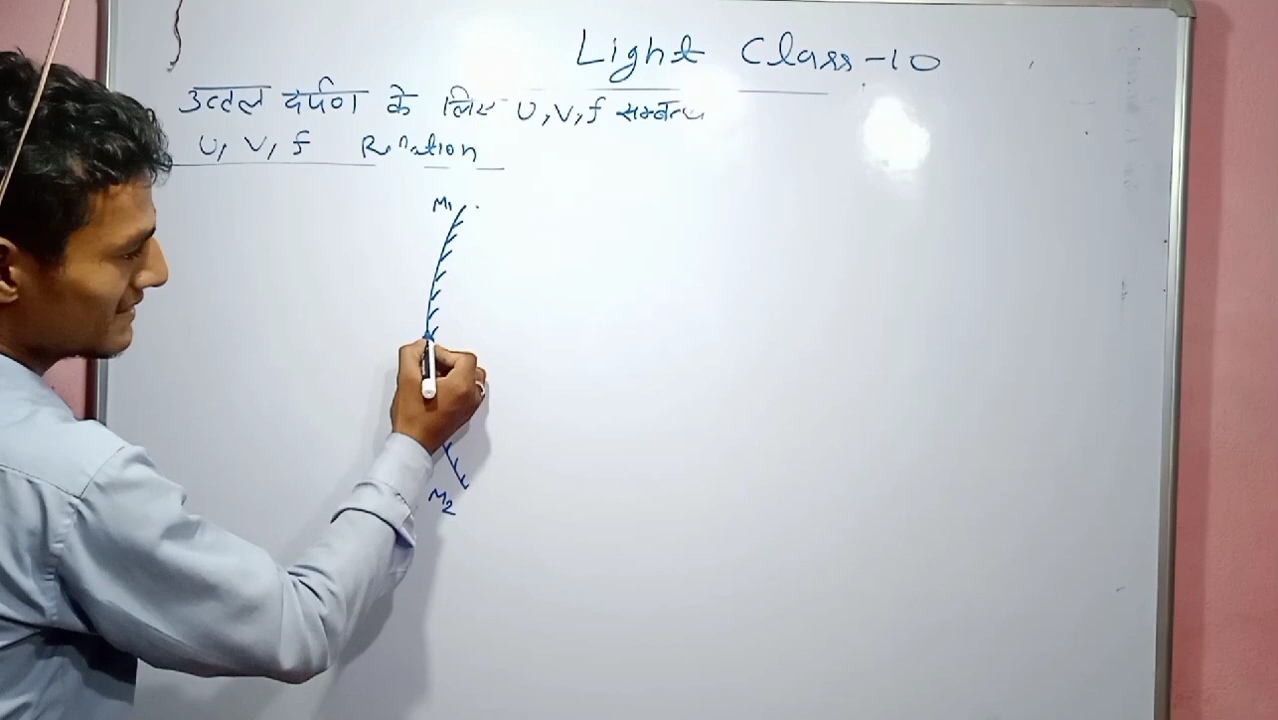 Light Class-10
उत्तल दर्पण के लिए U,V,f सम्बन्ध
U, V, f Relation
M1
M2